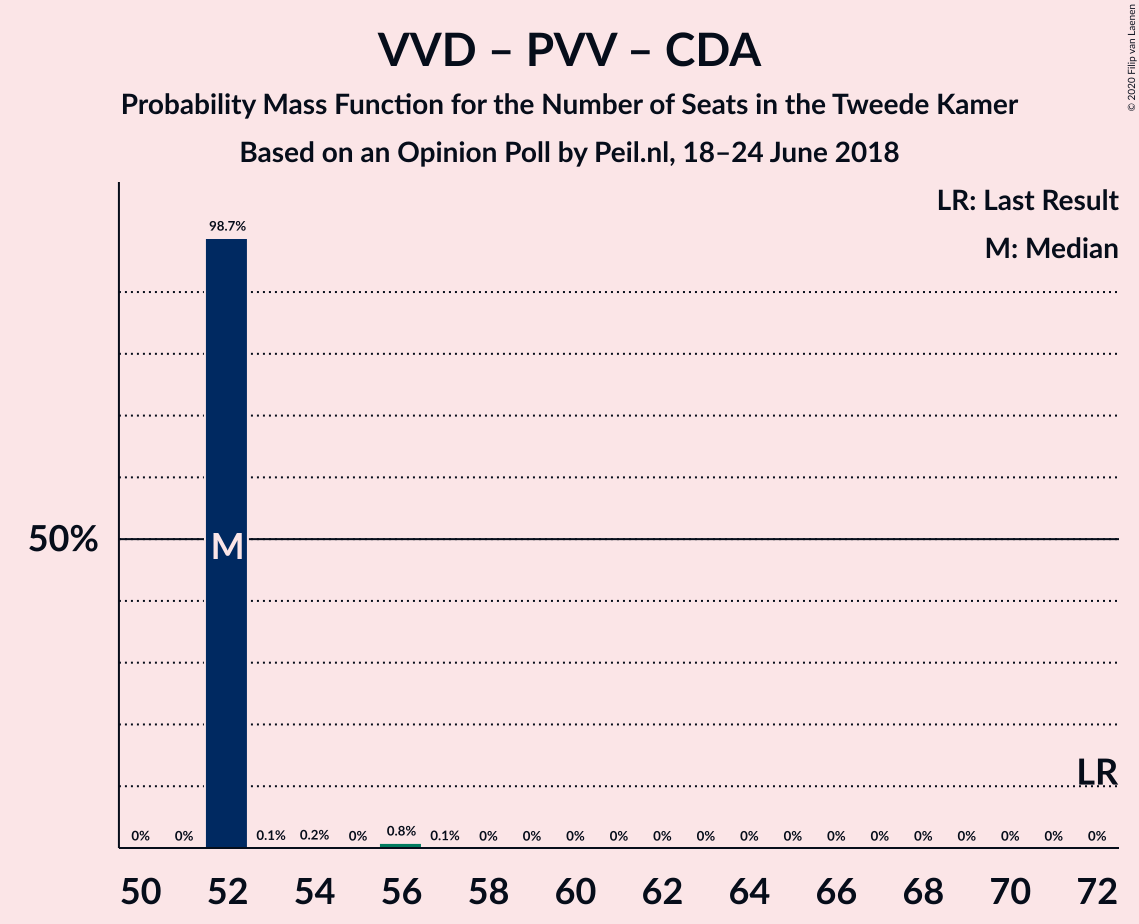 VVD – PVV – CDA
Probability Mass Function for the Number of Seats in the Tweede Kamer
Based on an Opinion Poll by Peil.nl, 18–24 June 2018
© 2020 Filip van Laenen
LR: Last Result
M: Median
98.7%
50%
M
LR
0% 0% 0.1% 0.2% 0% 0.8% 0.1% 0% 0% 0% 0% 0% 0% 0% 0% 0% 0% 0% 0% 0% 0% 0%
50 52 54 56 58 60 62 64 66 68 70 72